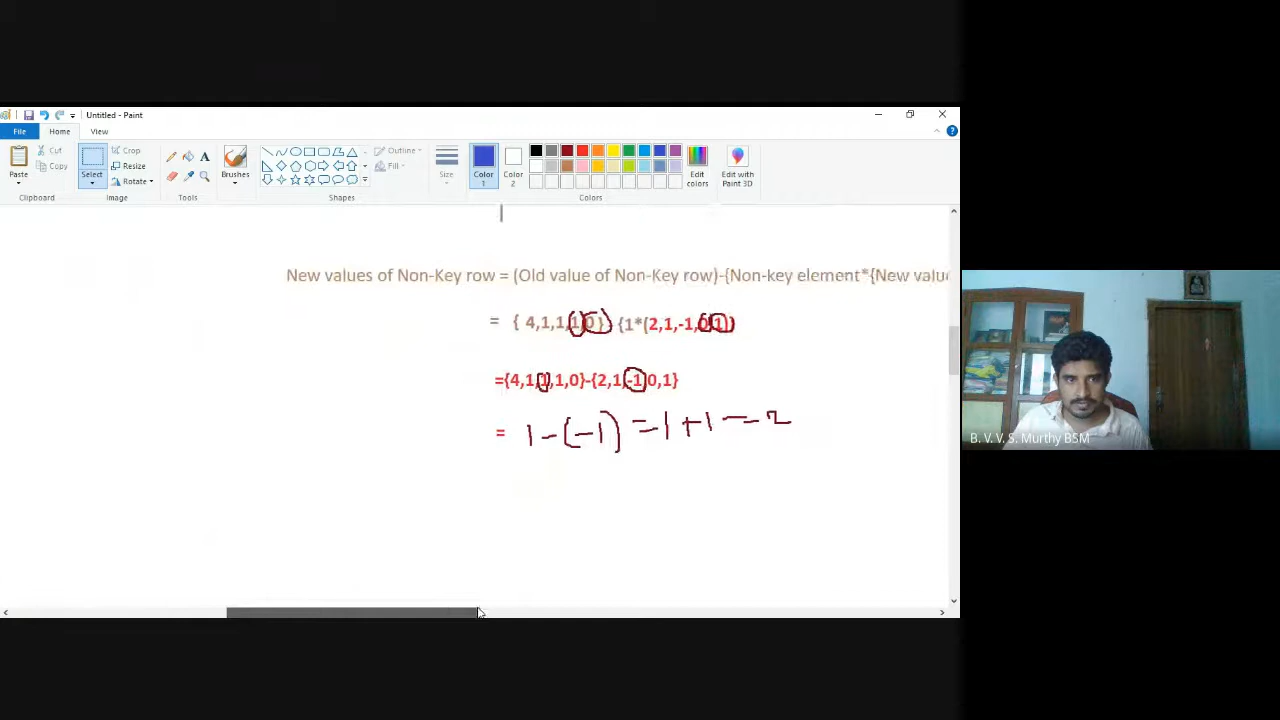 Untitled - Paint
File Home View
Cut
Copy
Paste
Crop
Resize
Rotate
Select
Brushes
Outline
Fill
Size
Color 1
Color 2
Edit colors
Edit with Paint 3D
Clipboard
Image
Tools
Shapes
Colors
New values of Non-Key row = (Old value of Non-Key row)-{Non-key element*{New valu
= { 4,1,1,1,0} - {1*(2,1,-1,0,1)}
={4,1,1,1,0}-{2,1,-1,0,1}
= 1-(-1) = 1+1 = 2
B. V. V. S. Murthy BSM